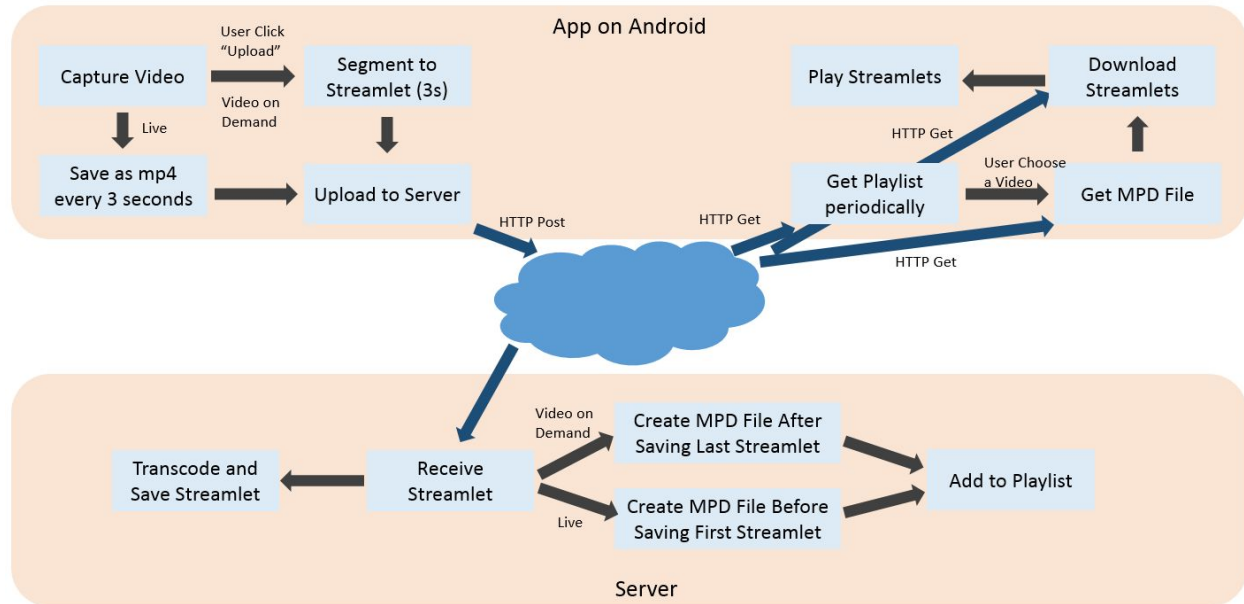 App on Android
User Click
“Upload”
Capture Video
Video on
Demand
Segment to
Streamlet (3s)
Live
Save as mp4
every 3 seconds
Upload to Server
HTTP Post
Play Streamlets
Download
Streamlets
HTTP Get
User Choose
a Video
Get Playlist
periodically
Get MPD File
HTTP Get
HTTP Get
Video on
Demand
Create MPD File After
Saving Last Streamlet
Transcode and
Save Streamlet
Receive
Streamlet
Add to Playlist
Live
Create MPD File Before
Saving First Streamlet
Server